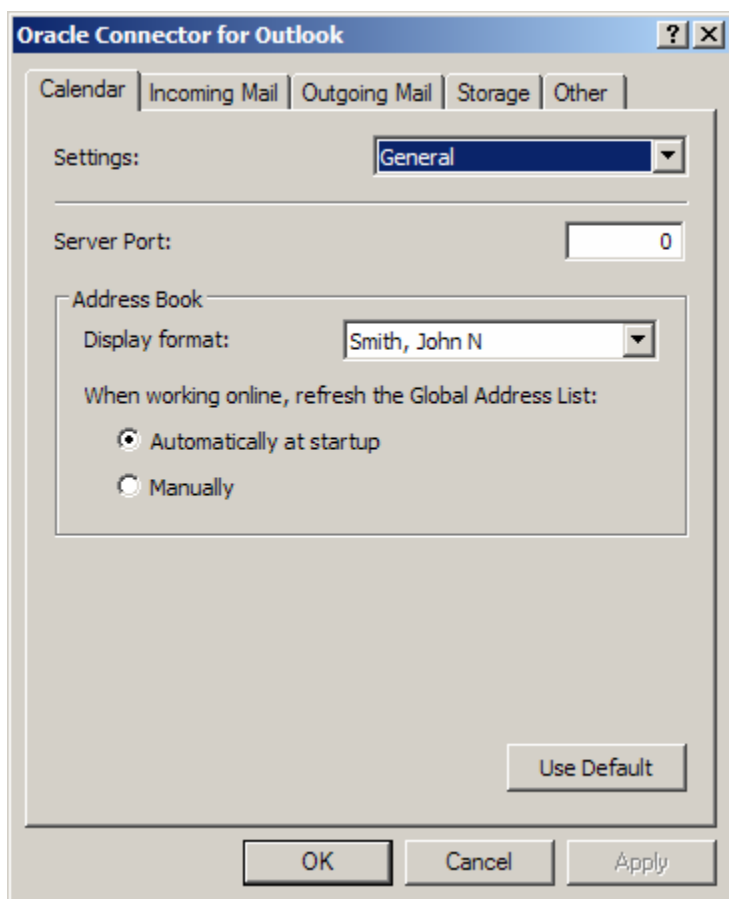 Oracle Connector for Outlook
Calendar Incoming Mail Outgoing Mail Storage Other
Settings: General
Server Port: 0
Address Book
Display format: Smith, John N
When working online, refresh the Global Address List:
Automatically at startup
Manually
Use Default
OK Cancel Apply